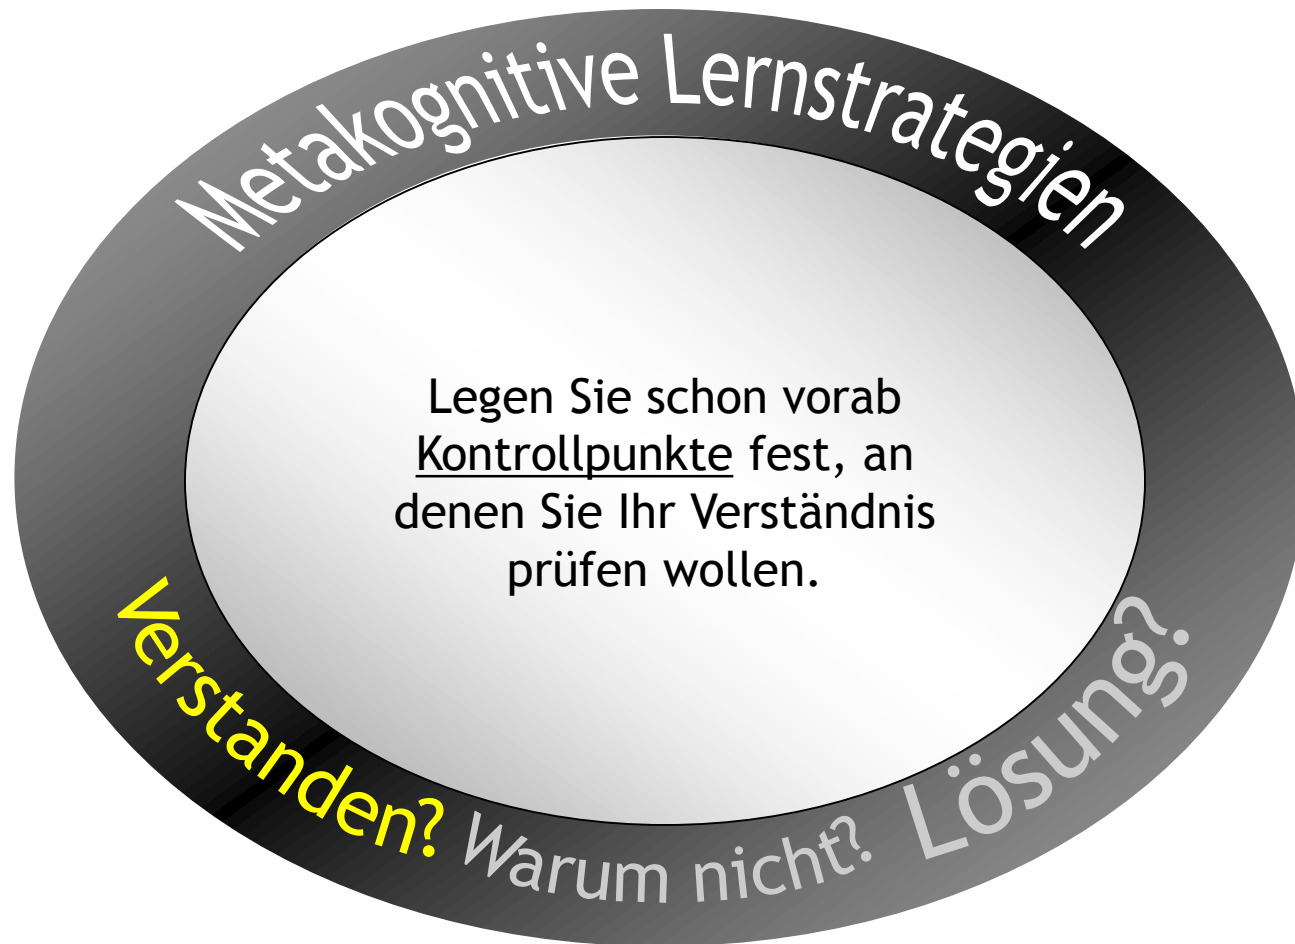 Metakognitive Lernstrategien
Legen Sie schon vorab
Kontrollpunkte fest, an
denen Sie Ihr Verständnis
prüfen wollen.
Verstanden? Warum nicht? Lösung?